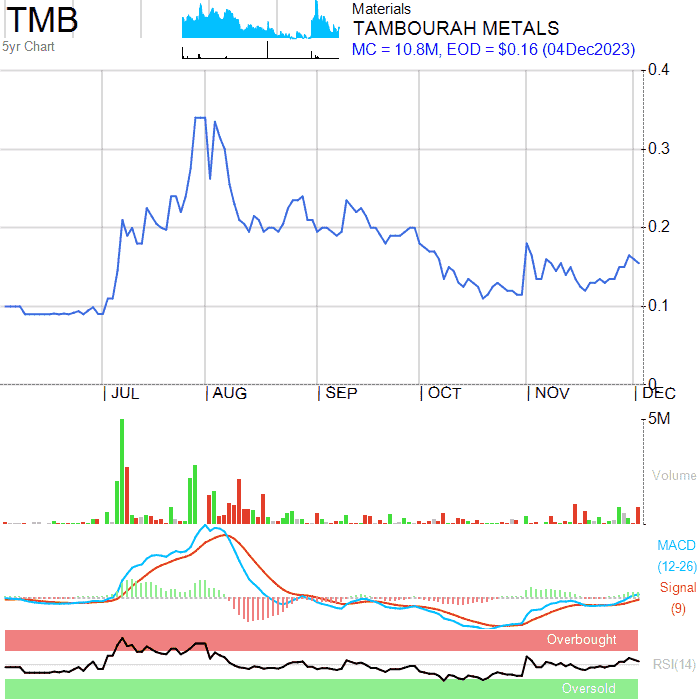 TMB
5yr Chart
Materials
TAMBOURAH METALS
MC = 10.8M, EOD = $0.16 (04Dec2023)
0.4
0.3
0.2
0.1
0
JUL AUG SEP OCT NOV DEC
5M
Volume
MACD
(12-26)
Signal
(9)
Overbought
RSI(14)
Oversold